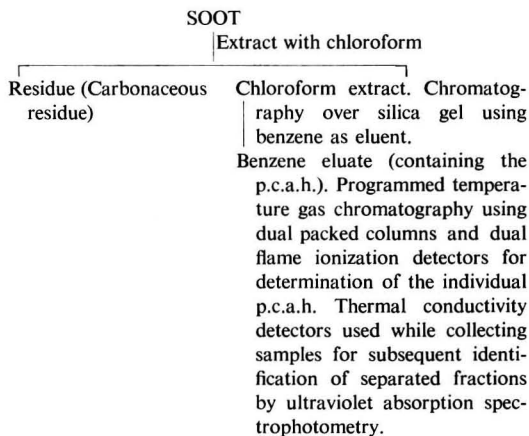 SOOT
Extract with chloroform
Residue (Carbonaceous
residue)
Chloroform extract. Chromatog-
raphy over silica gel using
benzene as eluent.
Benzene eluate (containing the
p.c.a.h.). Programmed tempera-
ture gas chromatography using
dual packed columns and dual
flame ionization detectors for
determination of the individual
p.c.a.h. Thermal conductivity
detectors used while collecting
samples for subsequent identi-
fication of separated fractions
by ultraviolet absorption spec-
trophotometry.